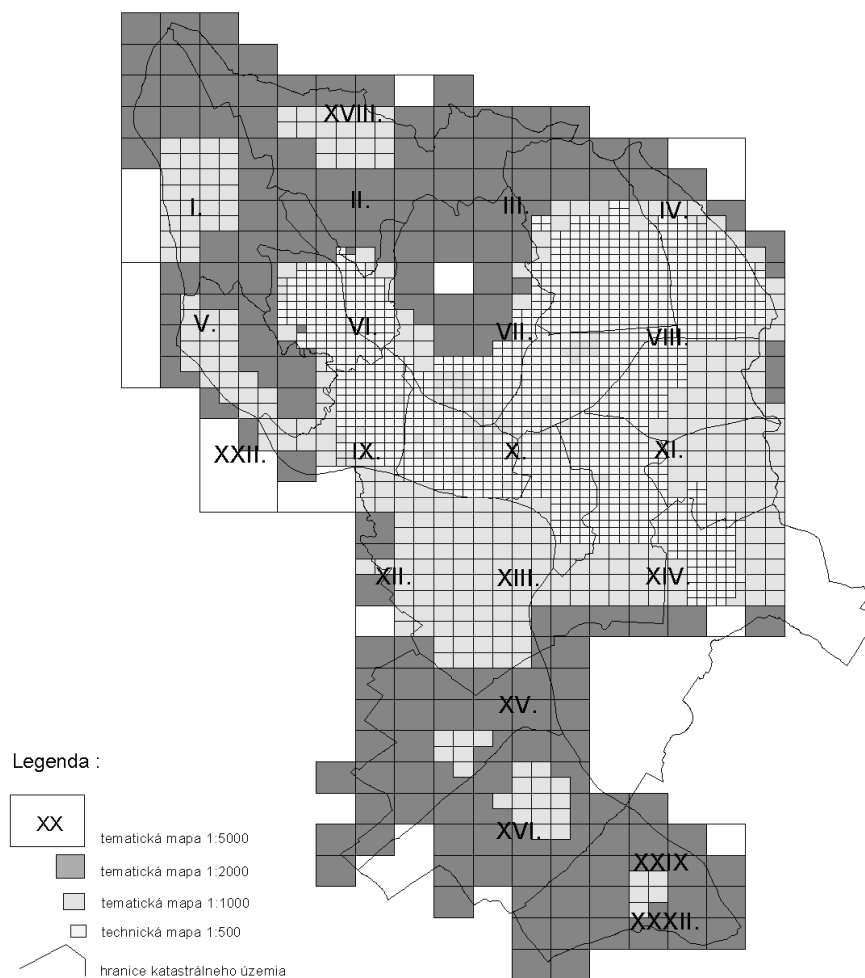 XVIII.
I.
II.
III.
IV.
V.
VI.
VII.
VIII.
XXII.
IX.
X.
XI.
XII.
XIII.
XIV.
XV.
Legenda :
XX
tematická mapa 1:5000
XVI.
XXIX
tematická mapa 1:2000
tematická mapa 1:1000
XXXII.
technická mapa 1:500
hranice katastrálneho územia